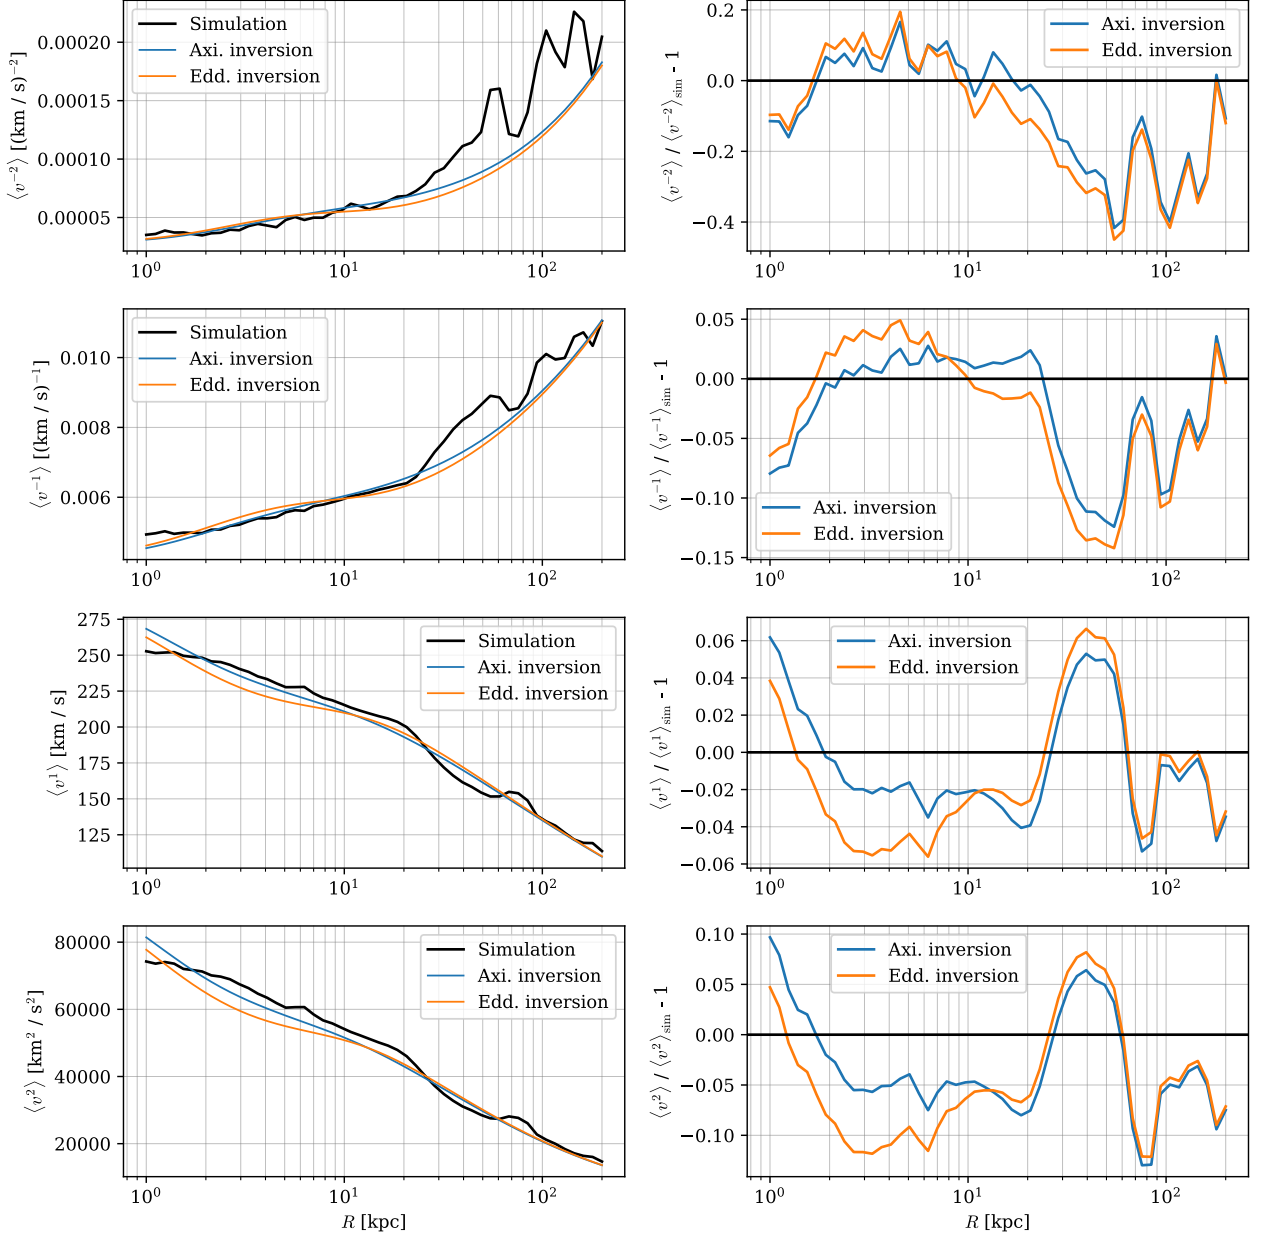 0.00020
0.00015
0.00010
0.00005
⟨v⁻²⟩ [(km / s)⁻²]
Simulation
Axi. inversion
Edd. inversion
10⁰
10¹
10²
0.2
0.0
−0.2
−0.4
⟨v⁻²⟩ / ⟨v⁻²⟩sim - 1
Axi. inversion
Edd. inversion
10⁰
10¹
10²
0.010
0.008
0.006
⟨v⁻¹⟩ [(km / s)⁻¹]
Simulation
Axi. inversion
Edd. inversion
10⁰
10¹
10²
0.05
0.00
−0.05
−0.10
−0.15
⟨v⁻¹⟩ / ⟨v⁻¹⟩sim - 1
Axi. inversion
Edd. inversion
10⁰
10¹
10²
275
250
225
200
175
150
125
⟨v¹⟩ [km / s]
Simulation
Axi. inversion
Edd. inversion
10⁰
10¹
10²
0.06
0.04
0.02
0.00
−0.02
−0.04
−0.06
⟨v¹⟩ / ⟨v¹⟩sim - 1
Axi. inversion
Edd. inversion
10⁰
10¹
10²
80000
60000
40000
20000
⟨v²⟩ [km² / s²]
Simulation
Axi. inversion
Edd. inversion
10⁰
10¹
10²
R [kpc]
0.10
0.05
0.00
−0.05
−0.10
⟨v²⟩ / ⟨v²⟩sim - 1
Axi. inversion
Edd. inversion
10⁰
10¹
10²
R [kpc]